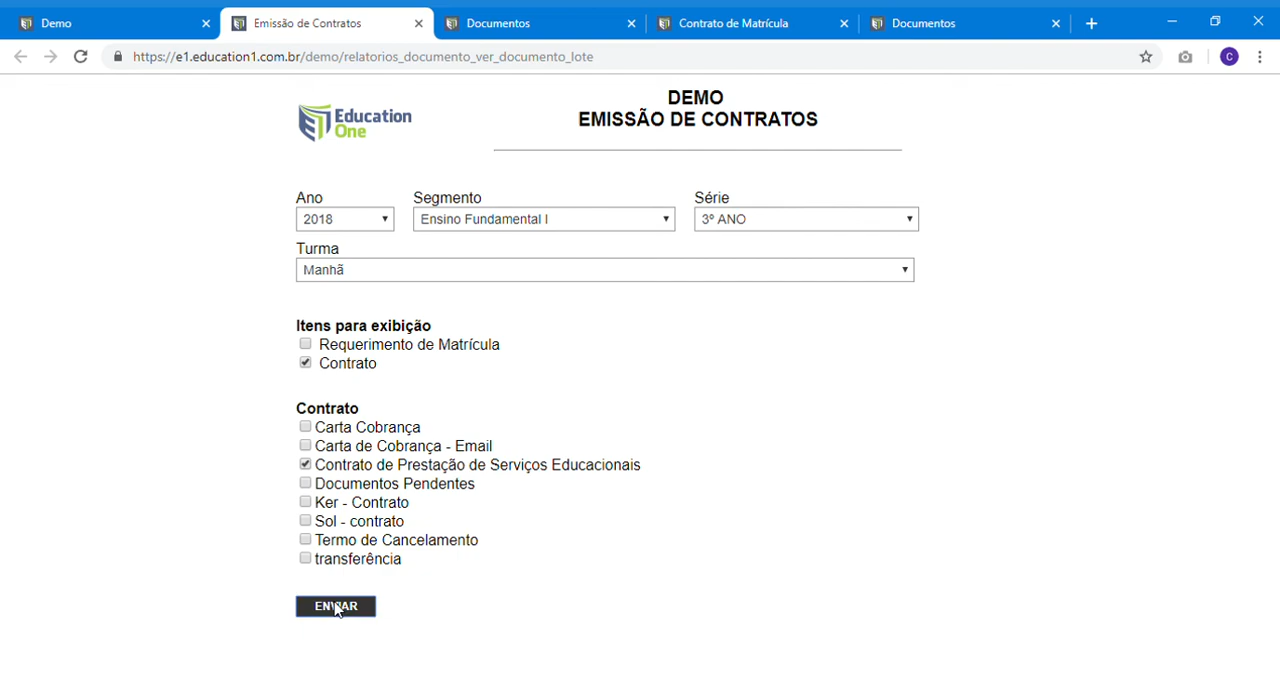 Demo
Emissão de Contratos
Documentos
Contrato de Matrícula
Documentos
https://e1.education1.com.br/demo/relatorios_documento_ver_documento_lote
C
Education
One
DEMO
EMISSÃO DE CONTRATOS
Ano Segmento Série
2018 Ensino Fundamental I 3º ANO
Turma
Manhã
Itens para exibição
Requerimento de Matrícula
Contrato
Contrato
Carta Cobrança
Carta de Cobrança - Email
Contrato de Prestação de Serviços Educacionais
Documentos Pendentes
Ker - Contrato
Sol - contrato
Termo de Cancelamento
transferência
ENVIAR